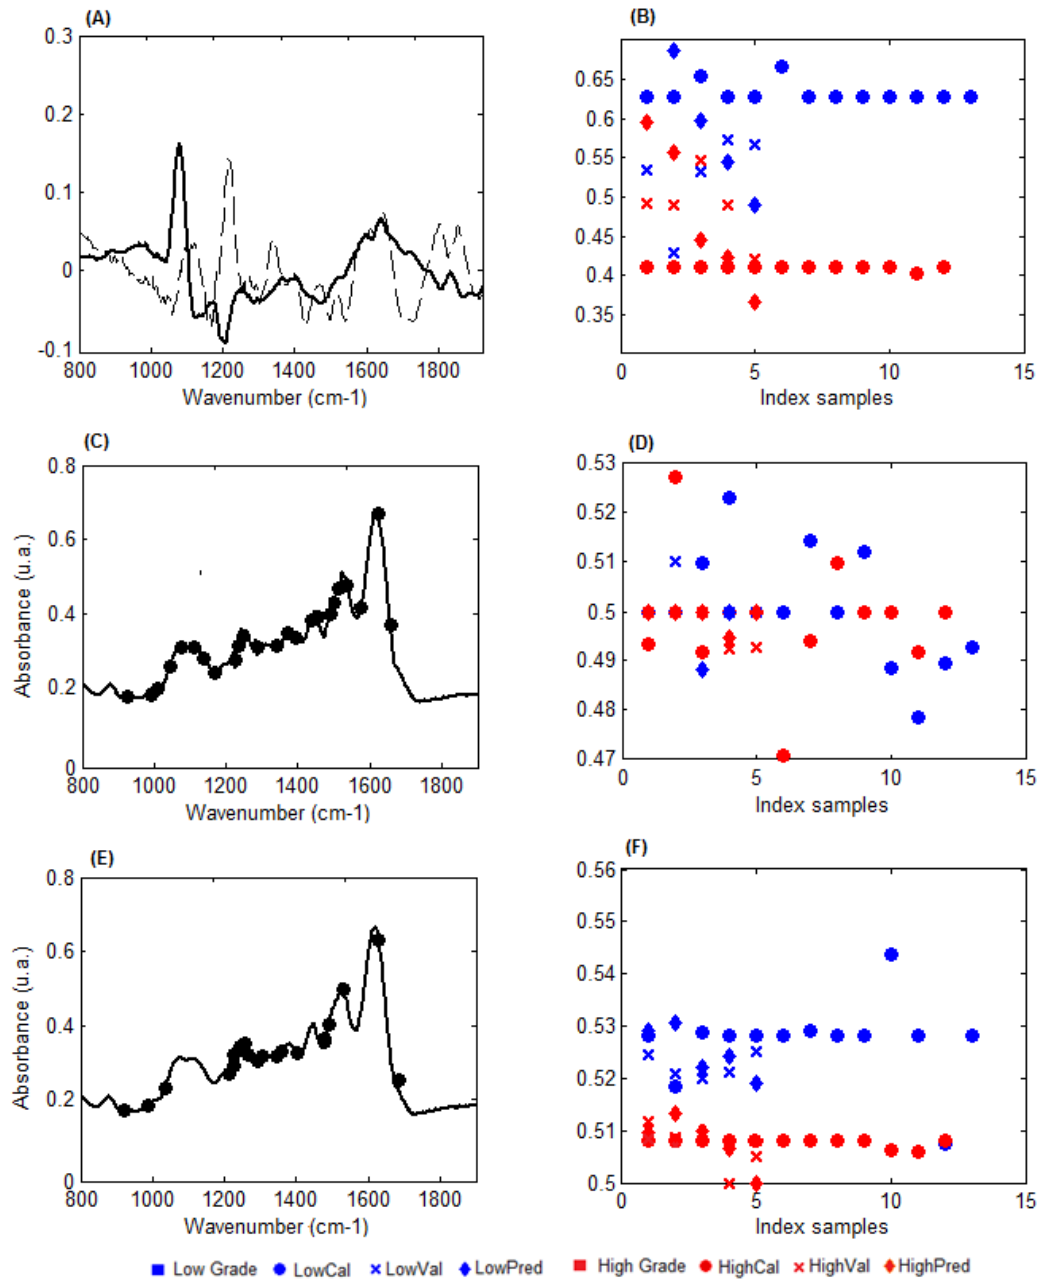 (A)
0.3
0.2
0.1
0
-0.1
800 1000 1200 1400 1600 1800
Wavenumber (cm-1)
(B)
0.65
0.6
0.55
0.5
0.45
0.4
0.35
0 5 10 15
Index samples
(C)
0.8
0.6
0.4
0.2
0
Absorbance (u.a.)
800 1000 1200 1400 1600 1800
Wavenumber (cm-1)
(D)
0.53
0.52
0.51
0.5
0.49
0.48
0.47
0 5 10 15
Index samples
(E)
0.8
0.6
0.4
0.2
0
Absorbance (u.a.)
800 1000 1200 1400 1600 1800
Wavenumber (cm-1)
(F)
0.56
0.55
0.54
0.53
0.52
0.51
0.5
0 5 10 15
Index samples
Low Grade LowCal LowVal LowPred High Grade HighCal HighVal HighPred